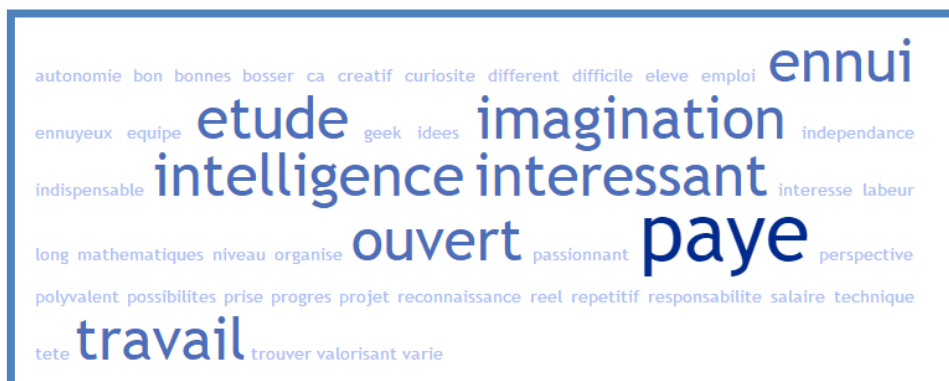 autonomie bon bonnes bosser ca creatif curiosite different difficile eleve emploi ennui
ennuyeux equipe etude geek idees imagination independance
indispensable intelligence interessant interesse labeur
long mathematiques niveau organise ouvert passionnant paye perspective
polyvalent possibilites prise progres projet reconnaissance reel repetitif responsabilite salaire technique
tete travail trouver valorisant varie